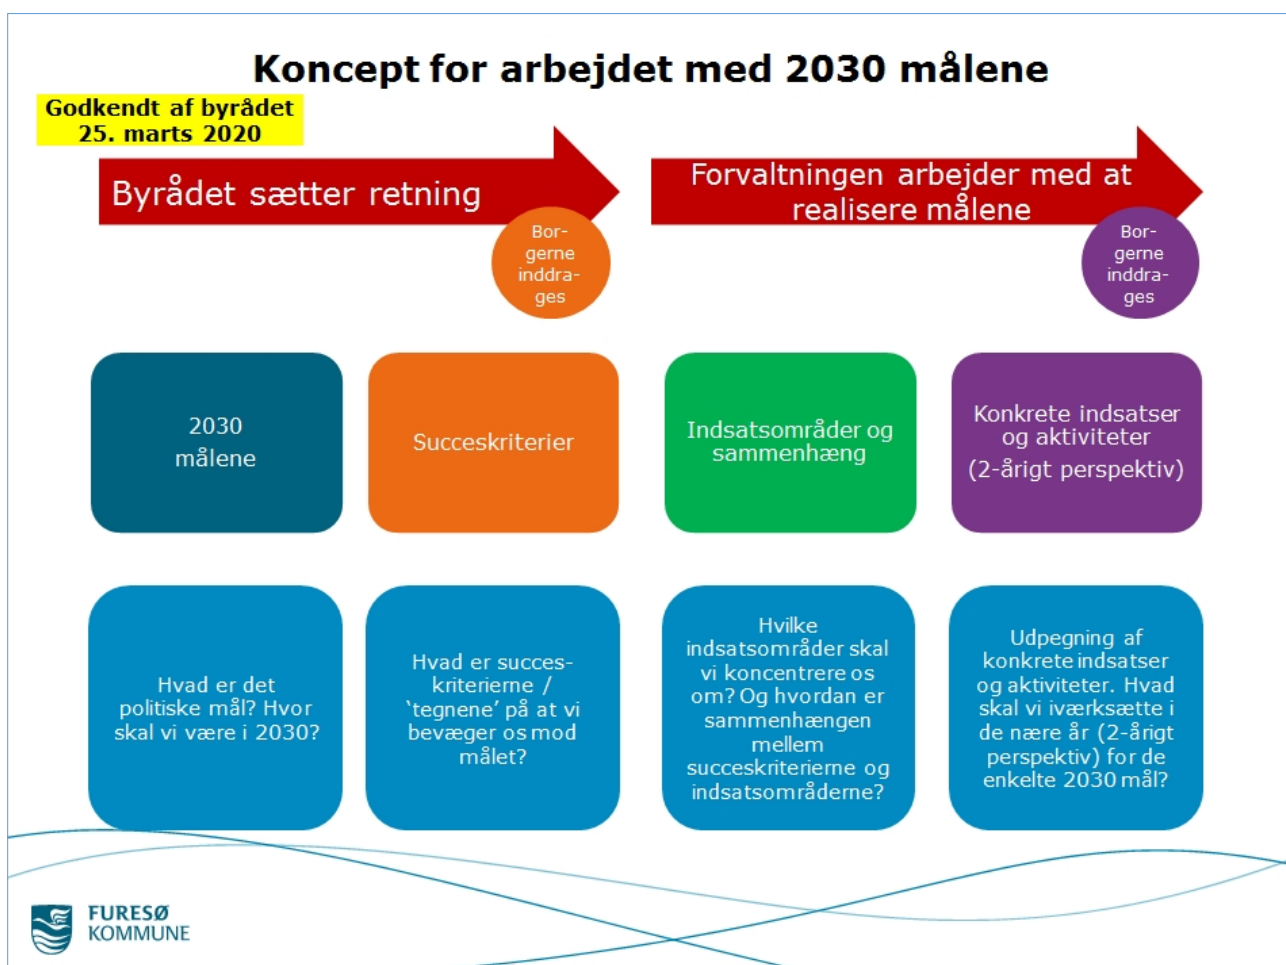 Koncept for arbejdet med 2030 målene
Godkendt af byrådet
25. marts 2020
Byrådet sætter retning
Forvaltningen arbejder med at
realisere målene
Bor-
gerne
inddra-
ges
Bor-
gerne
inddra-
ges
2030
målene
Succeskriterier
Indsatsområder og
sammenhæng
Konkrete indsatser
og aktiviteter
(2-årigt perspektiv)
Hvad er det
politiske mål? Hvor
skal vi være i 2030?
Hvad er succes-
kriterierne /
‘tegnene’ på at vi
bevæger os mod
målet?
Hvilke
indsatsområder skal
vi koncentrere os
om? Og hvordan er
sammenhængen
mellem
succeskriterierne og
indsatsområderne?
Udpegning af
konkrete indsatser
og aktiviteter. Hvad
skal vi iværksætte i
de nære år (2-årigt
perspektiv) for de
enkelte 2030 mål?
FURESØ
KOMMUNE